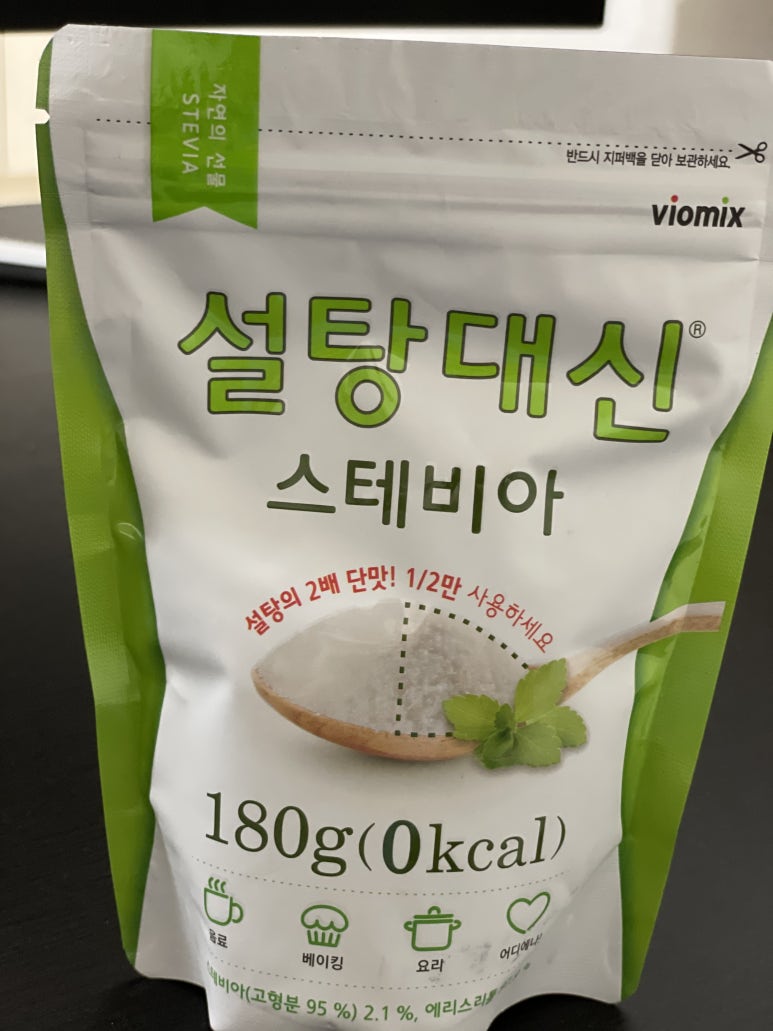 자연의 선물
STEVIA
반드시 지퍼백을 닫아 보관하세요.
viomix
설탕대신®
스테비아
설탕의 2배 단맛! 1/2만 사용하세요
180g(0kcal)
음료
베이킹
요리
어디에나!
스테비아(고형분 95 %) 2.1 %, 에리스리톨